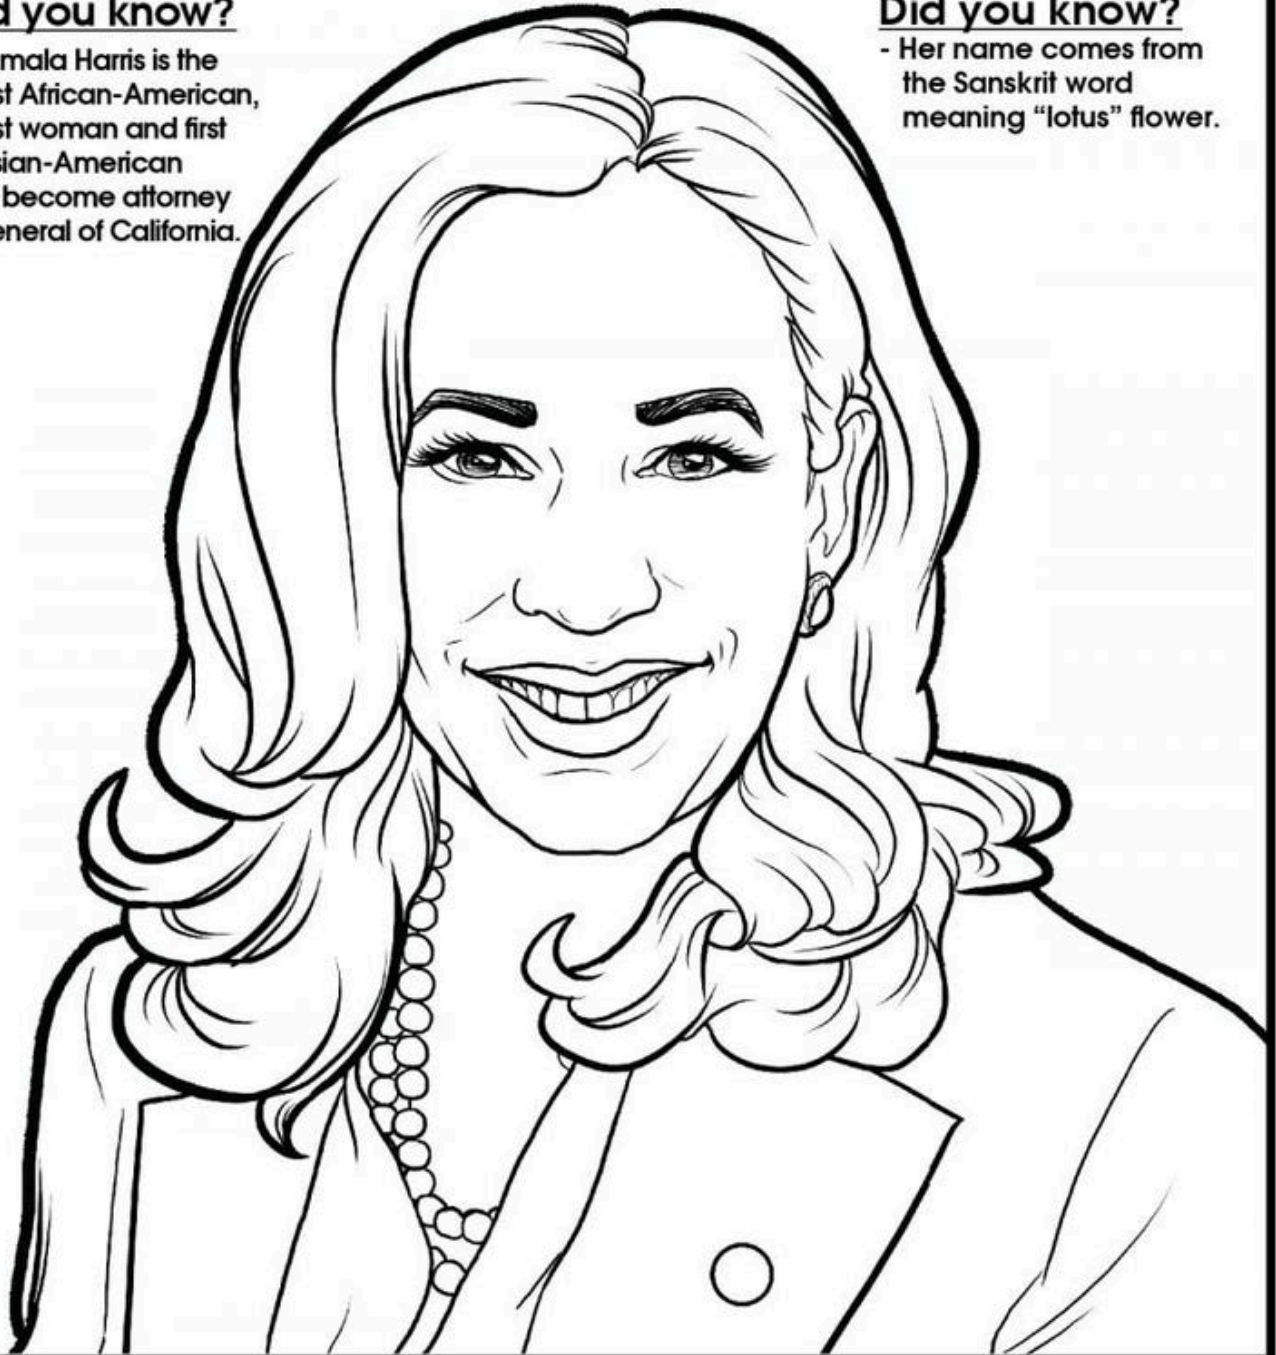 d you know?
mala Harris is the
st African-American,
st woman and first
sian-American
become attorney
eneral of California.
Did you know?
- Her name comes from
the Sanskrit word
meaning “lotus” flower.